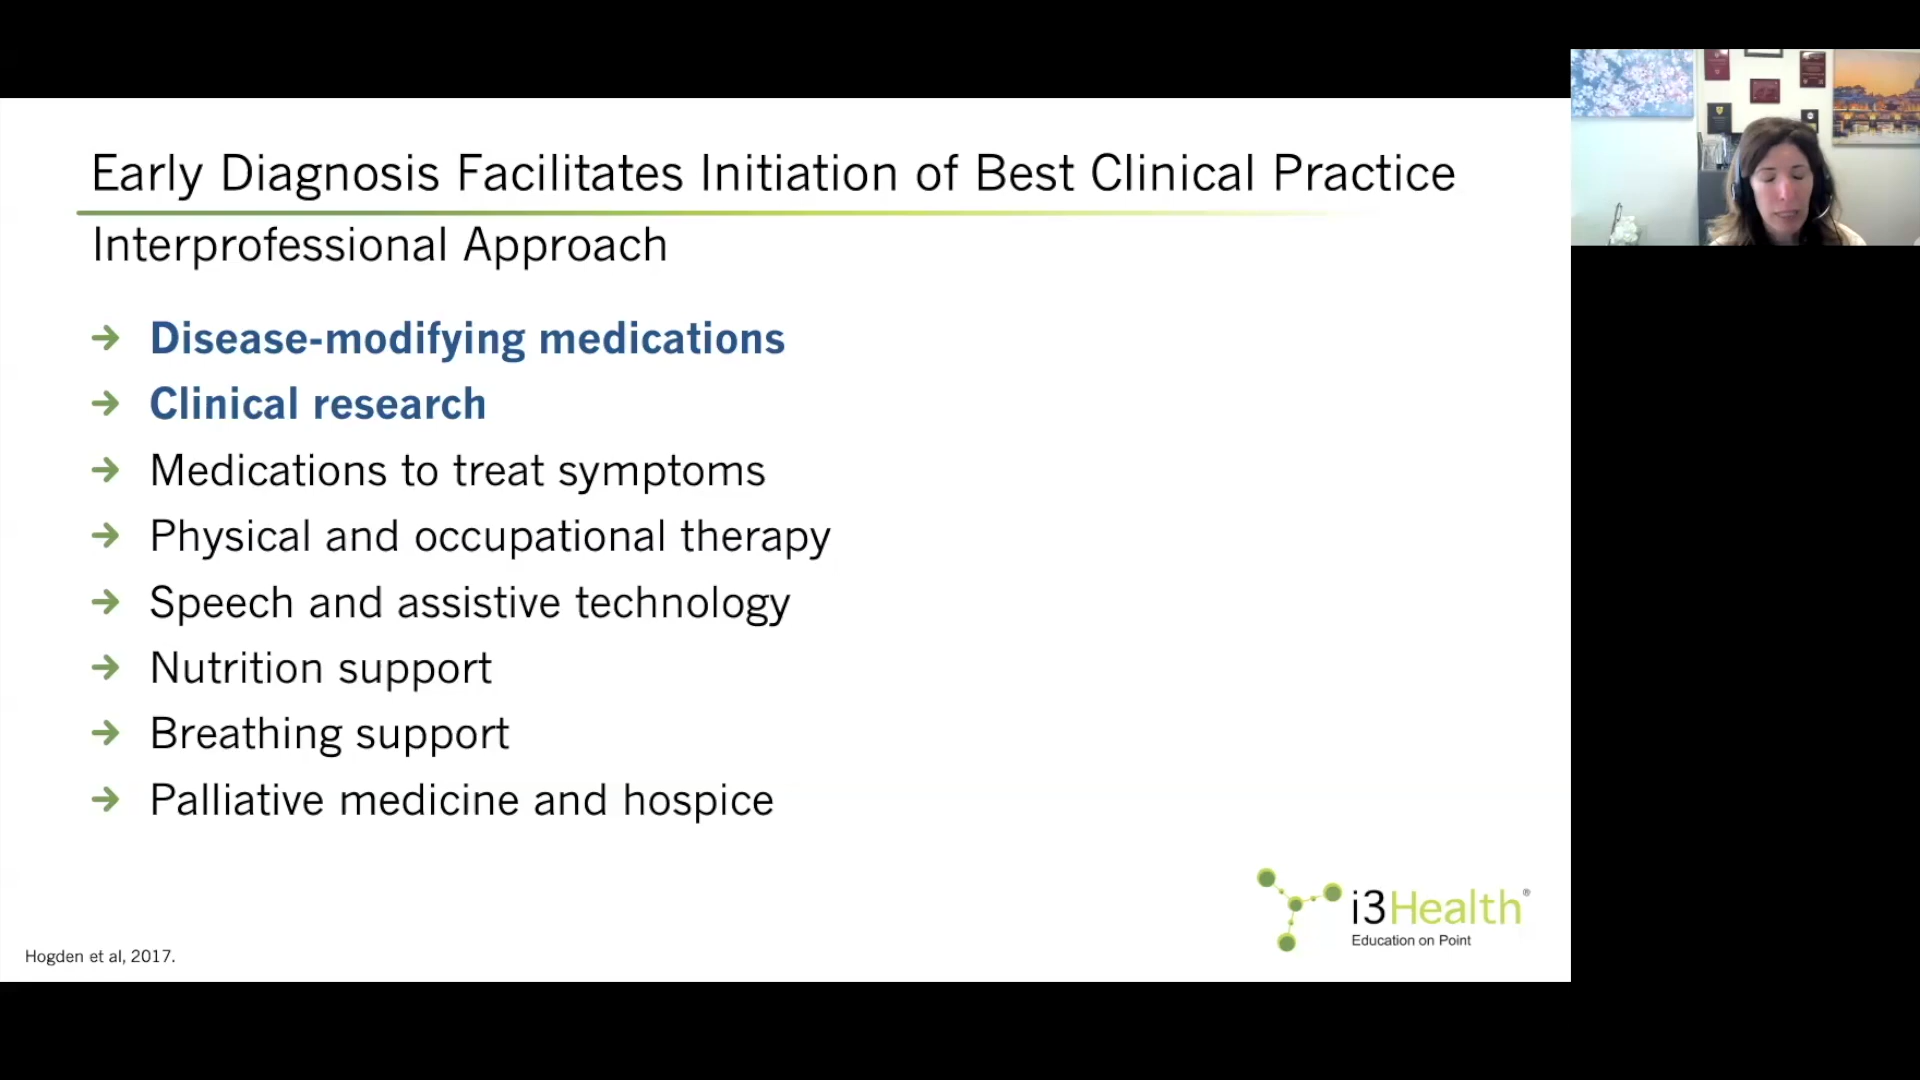 Early Diagnosis Facilitates Initiation of Best Clinical Practice
Interprofessional Approach
→ Disease-modifying medications
→ Clinical research
→ Medications to treat symptoms
→ Physical and occupational therapy
→ Speech and assistive technology
→ Nutrition support
→ Breathing support
→ Palliative medicine and hospice
i3Health®
Education on Point
Hogden et al, 2017.